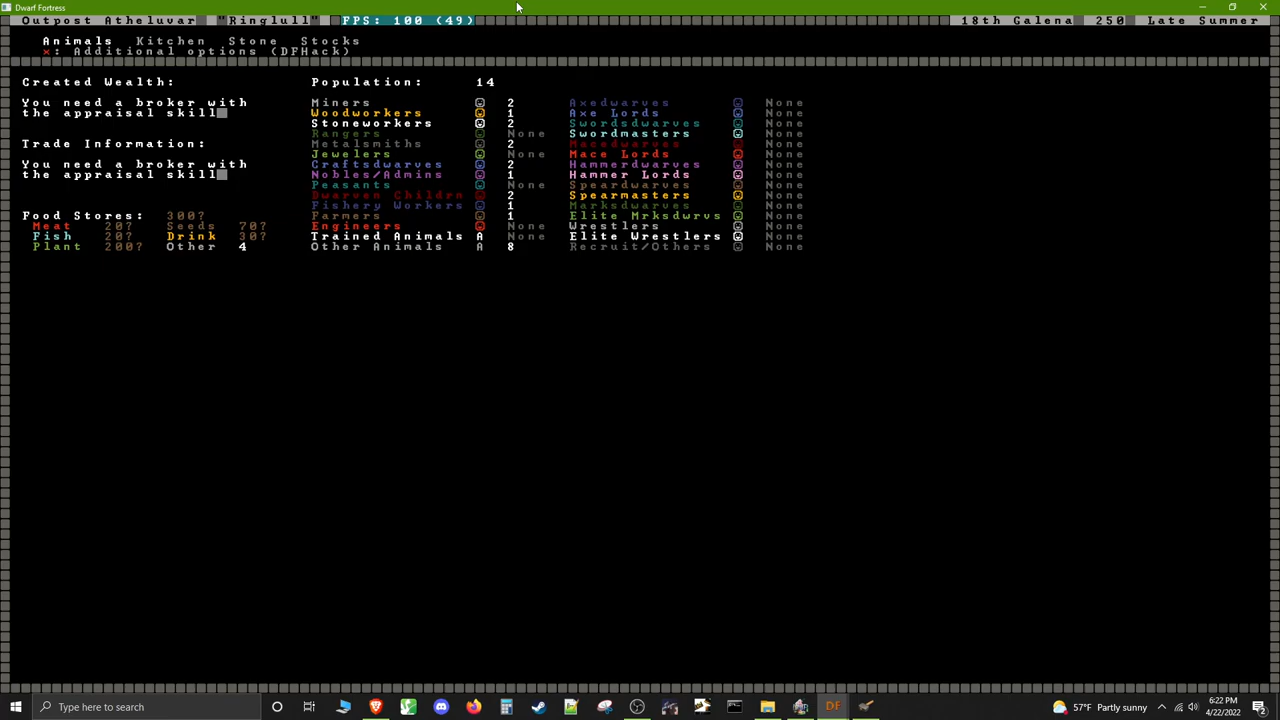 Dwarf Fortress
Outpost Atheluvar "Ringlull" FPS: 100 (49) 18th Galena 250 Late Summer
Animals Kitchen Stone Stocks
x: Additional options (DFHack)
Created Wealth: Population: 14
You need a broker with Miners 2 Axedwarves None
the appraisal skill Woodworkers 1 Axe Lords None
Stoneworkers 2 Swordsdwarves None
Rangers None Swordmasters None
Trade Information: Metalsmiths 2 Macedwarves None
Jewelers None Mace Lords None
You need a broker with Craftsdwarves 2 Hammerdwarves None
the appraisal skill Nobles/Admins 1 Hammer Lords None
Peasants None Speardwarves None
Dwarven Childrn 2 Spearmasters None
Fishery Workers 1 Marksdwarves None
Food Stores: 300? Farmers 1 Elite Mrksdwrvs None
Meat 20? Seeds 70? Engineers None Wrestlers None
Fish 20? Drink 30? Trained Animals A None Elite Wrestlers None
Plant 200? Other 4 Other Animals A 8 Recruit/Others None
Type here to search
DF
57°F Partly sunny
6:22 PM
4/22/2022
2